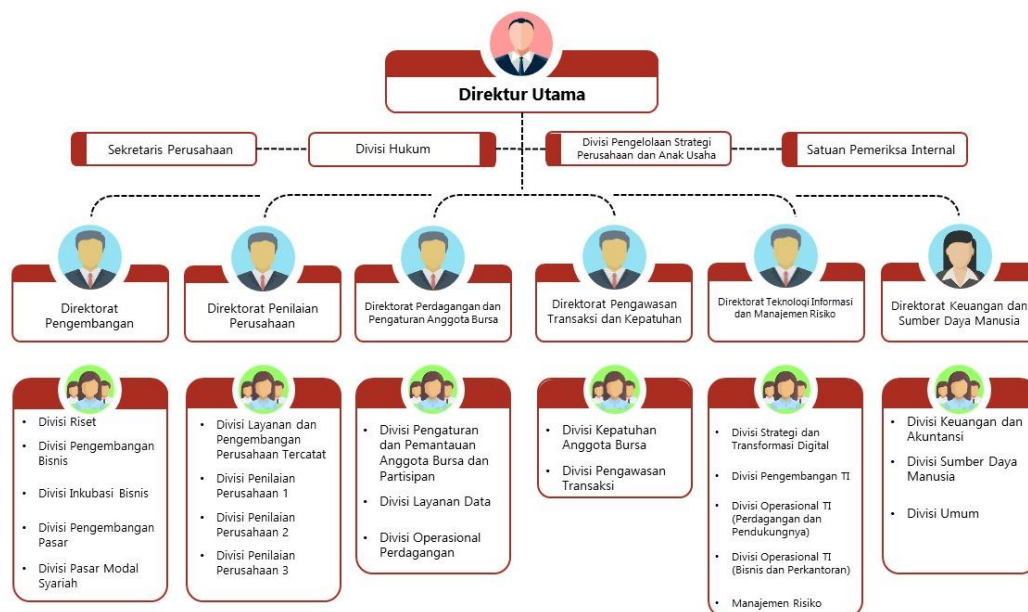 Direktur Utama
Sekretaris Perusahaan
Divisi Hukum
Divisi Pengelolaan Strategi
Perusahaan dan Anak Usaha
Satuan Pemeriksa Internal
Direktorat
Pengembangan
Direktorat Penilaian
Perusahaan
Direktorat Perdagangan dan
Pengaturan Anggota Bursa
Direktorat Pengawasan
Transaksi dan Kepatuhan
Direktorat Teknologi Informasi
dan Manajemen Risiko
Direktorat Keuangan dan
Sumber Daya Manusia
• Divisi Riset
• Divisi Pengembangan
Bisnis
• Divisi Inkubasi Bisnis
• Divisi Pengembangan
Pasar
• Divisi Pasar Modal
Syariah
• Divisi Layanan dan
Pengembangan
Perusahaan Tercatat
• Divisi Penilaian
Perusahaan 1
• Divisi Penilaian
Perusahaan 2
• Divisi Penilaian
Perusahaan 3
• Divisi Pengaturan
dan Pemantauan
Anggota Bursa dan
Partisipan
• Divisi Layanan Data
• Divisi Operasional
Perdagangan
• Divisi Kepatuhan
Anggota Bursa
• Divisi Pengawasan
Transaksi
• Divisi Strategi dan
Transformasi Digital
• Divisi Pengembangan TI
• Divisi Operasional TI
(Perdagangan dan
Pendukungnya)
• Divisi Operasional TI
(Bisnis dan Perkantoran)
• Manajemen Risiko
• Divisi Keuangan dan
Akuntansi
• Divisi Sumber Daya
Manusia
• Divisi Umum